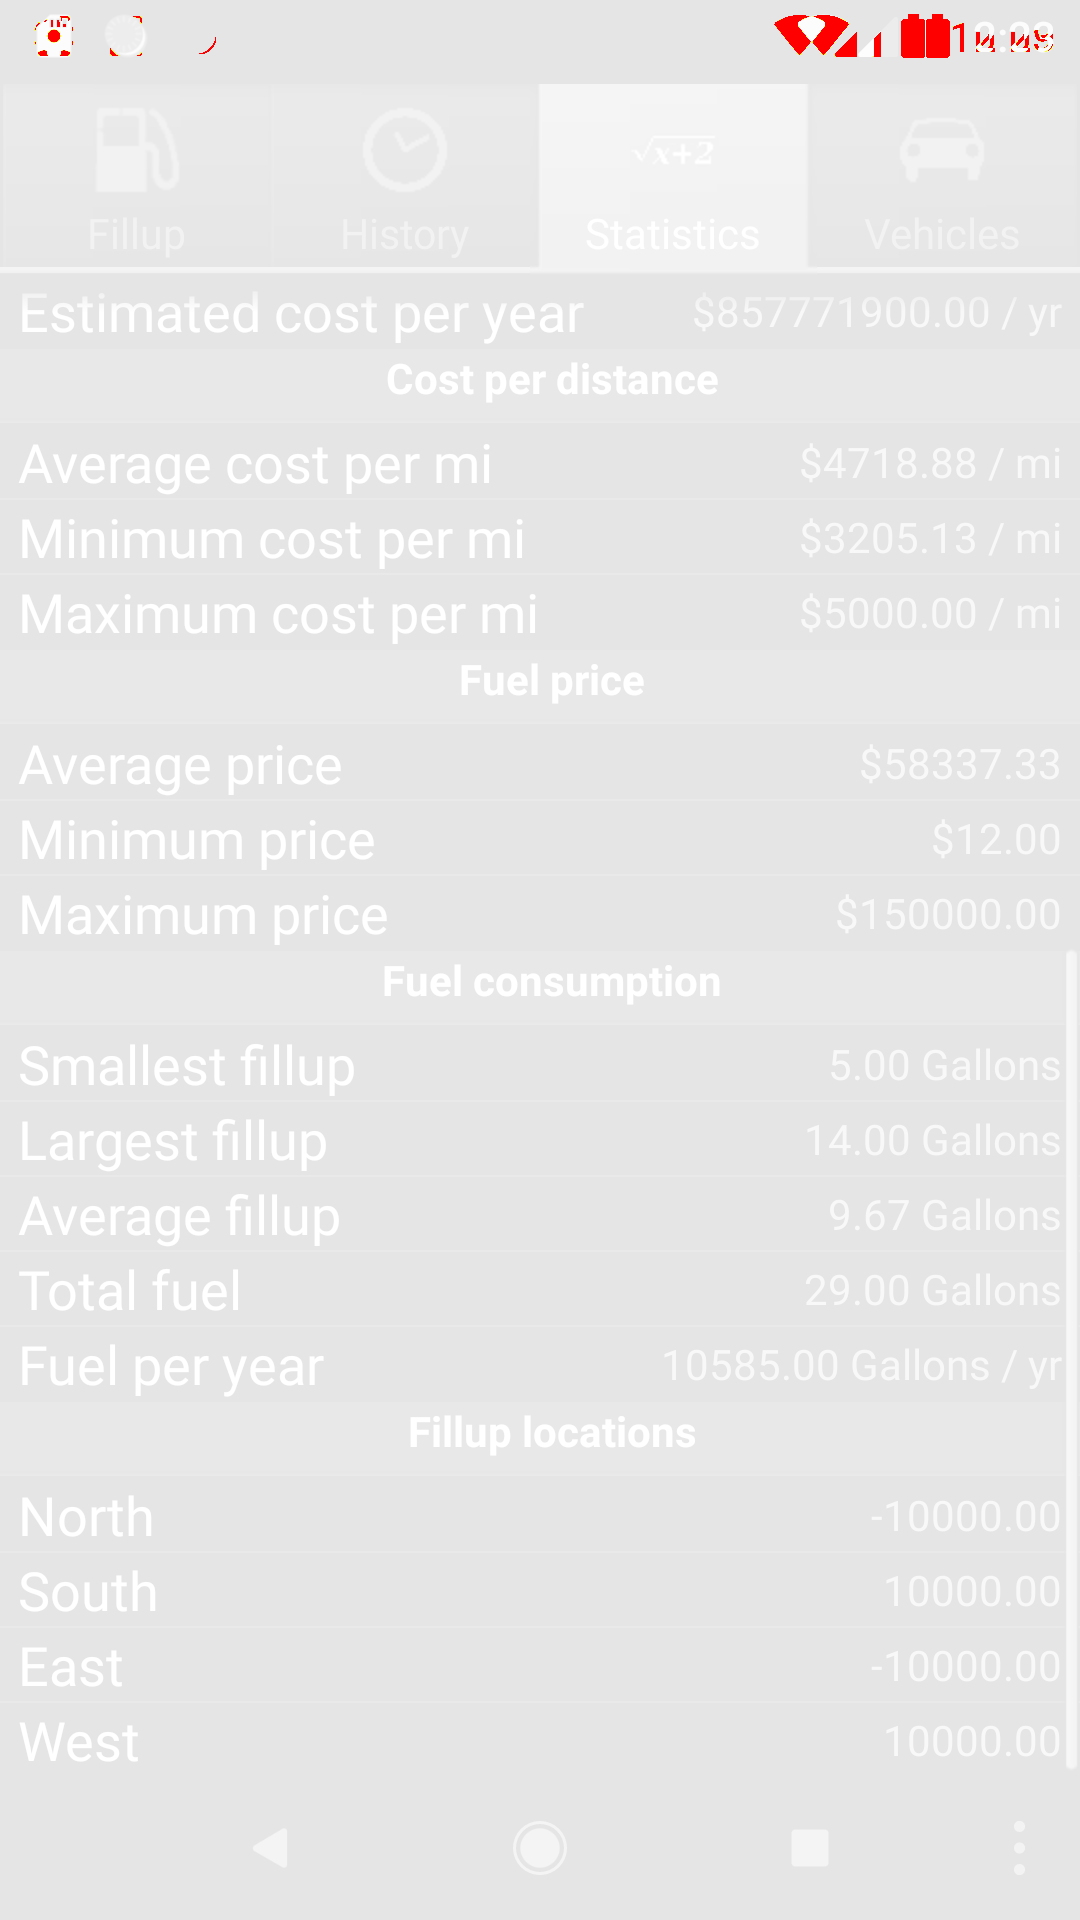 Fillup History √x+2 Statistics Vehicles
Estimated cost per year $857771900.00 / yr
Cost per distance
Average cost per mi $4718.88 / mi
Minimum cost per mi $3205.13 / mi
Maximum cost per mi $5000.00 / mi
Fuel price
Average price $58337.33
Minimum price $12.00
Maximum price $150000.00
Fuel consumption
Smallest fillup 5.00 Gallons
Largest fillup 14.00 Gallons
Average fillup 9.67 Gallons
Total fuel 29.00 Gallons
Fuel per year 10585.00 Gallons / yr
Fillup locations
North -10000.00
South 10000.00
East -10000.00
West 10000.00